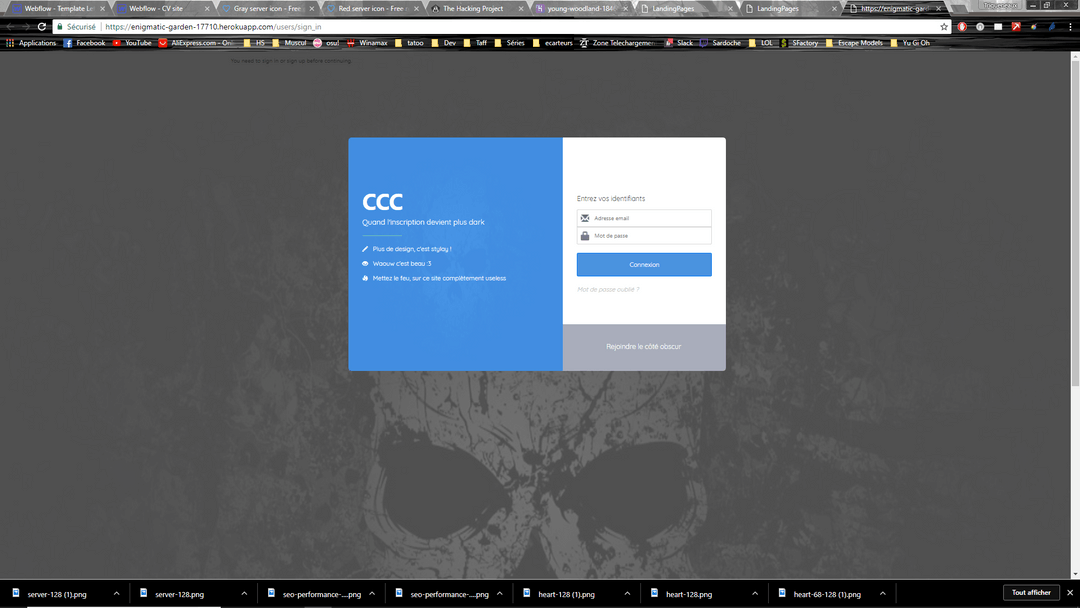 Webflow - Template La
Webflow - CV site
Gray server icon - Free
Red server icon - Free
The Hacking Project
young-woodland-184
LandingPages
LandingPages
https://enigmatic-gard
Sécurisé
https://enigmatic-garden-17710.herokuapp.com/users/sign_in
Applications
Facebook
YouTube
AliExpress.com - Onl
HS
Muscul
osu!
Winamax
tatoo
Dev
Taff
Séries
ecarteurs
Zone Telechargemen
Slack
Sardoche
LOL
SFactory
Escape Models
Yu Gi Oh
You need to sign in or sign up before continuing.
CCC
Quand l'inscription devient plus dark
Plus de design, c'est stylay !
Waouw c'est beau :3
Mettez le feu, sur ce site complètement useless
Entrez vos identifiants
Adresse email
Mot de passe
Connexion
Mot de passe oublié ?
Rejoindre le côté obscur
server-128 (1).png
server-128.png
seo-performance-....png
seo-performance-....png
heart-128 (1).png
heart-128.png
heart-68-128 (1).png
Tout afficher